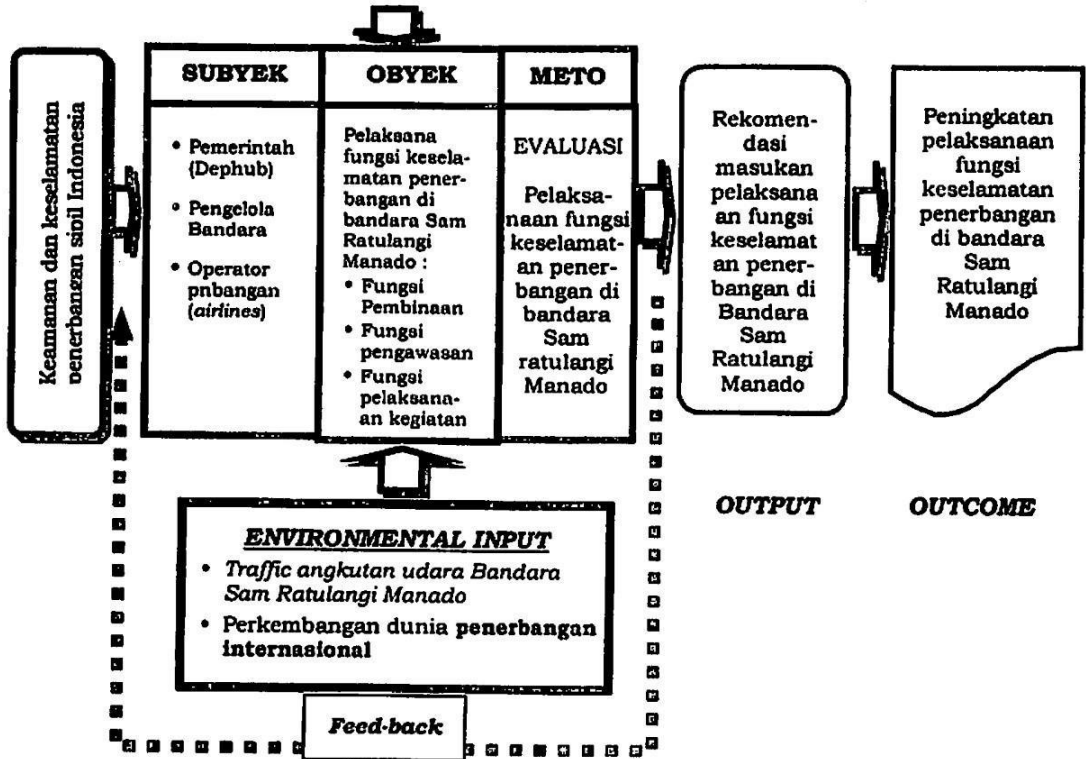 Keamanan dan keselamatan
penerbangan sipil Indonesia
SUBYEK
• Pemerintah
(Dephub)
• Pengelola
Bandara
• Operator
pnbangan
(airlines)
OBYEK
Pelaksana
fungsi kesela-
matan pener-
bangan di
bandara Sam
Ratulangi
Manado :
• Fungsi
Pembinaan
• Fungsi
pengawasan
• Fungsi
pelaksana-
an kegiatan
METO
EVALUASI
Pelaksa-
naan fungsi
keselamat-
an pener-
bangan di
bandara
Sam
ratulangi
Manado
Rekomen-
dasi
masukan
pelaksana
an fungsi
keselamat
an pener-
bangan di
Bandara
Sam
Ratulangi
Manado
Peningkatan
pelaksanaan
fungsi
keselamatan
penerbangan
di bandara
Sam
Ratulangi
Manado
OUTPUT
OUTCOME
ENVIRONMENTAL INPUT
• Traffic angkutan udara Bandara
Sam Ratulangi Manado
• Perkembangan dunia penerbangan
internasional
Feed-back